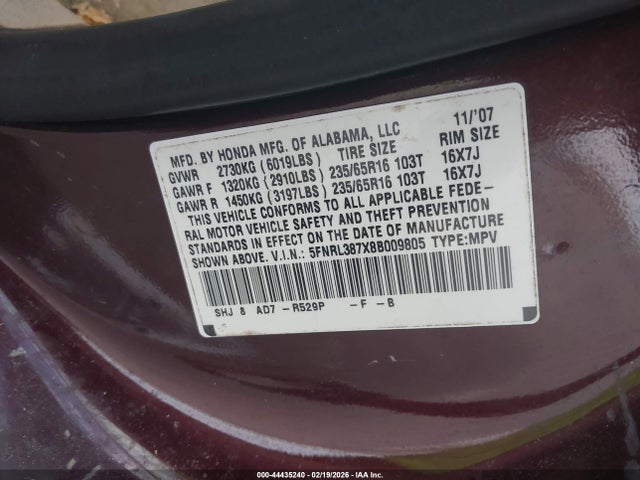 MFD. BY HONDA MFG. OF ALABAMA, LLC 11/'07
GVWR 2730KG (6019LBS) TIRE SIZE RIM SIZE
GAWR F 1320KG (2910LBS) 235/65R16 103T 16X7J
GAWR R 1450KG (3197LBS) 235/65R16 103T 16X7J
THIS VEHICLE CONFORMS TO ALL APPLICABLE FEDE-
RAL MOTOR VEHICLE SAFETY AND THEFT PREVENTION
STANDARDS IN EFFECT ON THE DATE OF MANUFACTURE
SHOWN ABOVE. V.I.N.: 5FNRL387X8B009805 TYPE:MPV
SHJ 8 AD7 - R529P - F - B
000-44435240 - 02/19/2026 - IAA Inc.